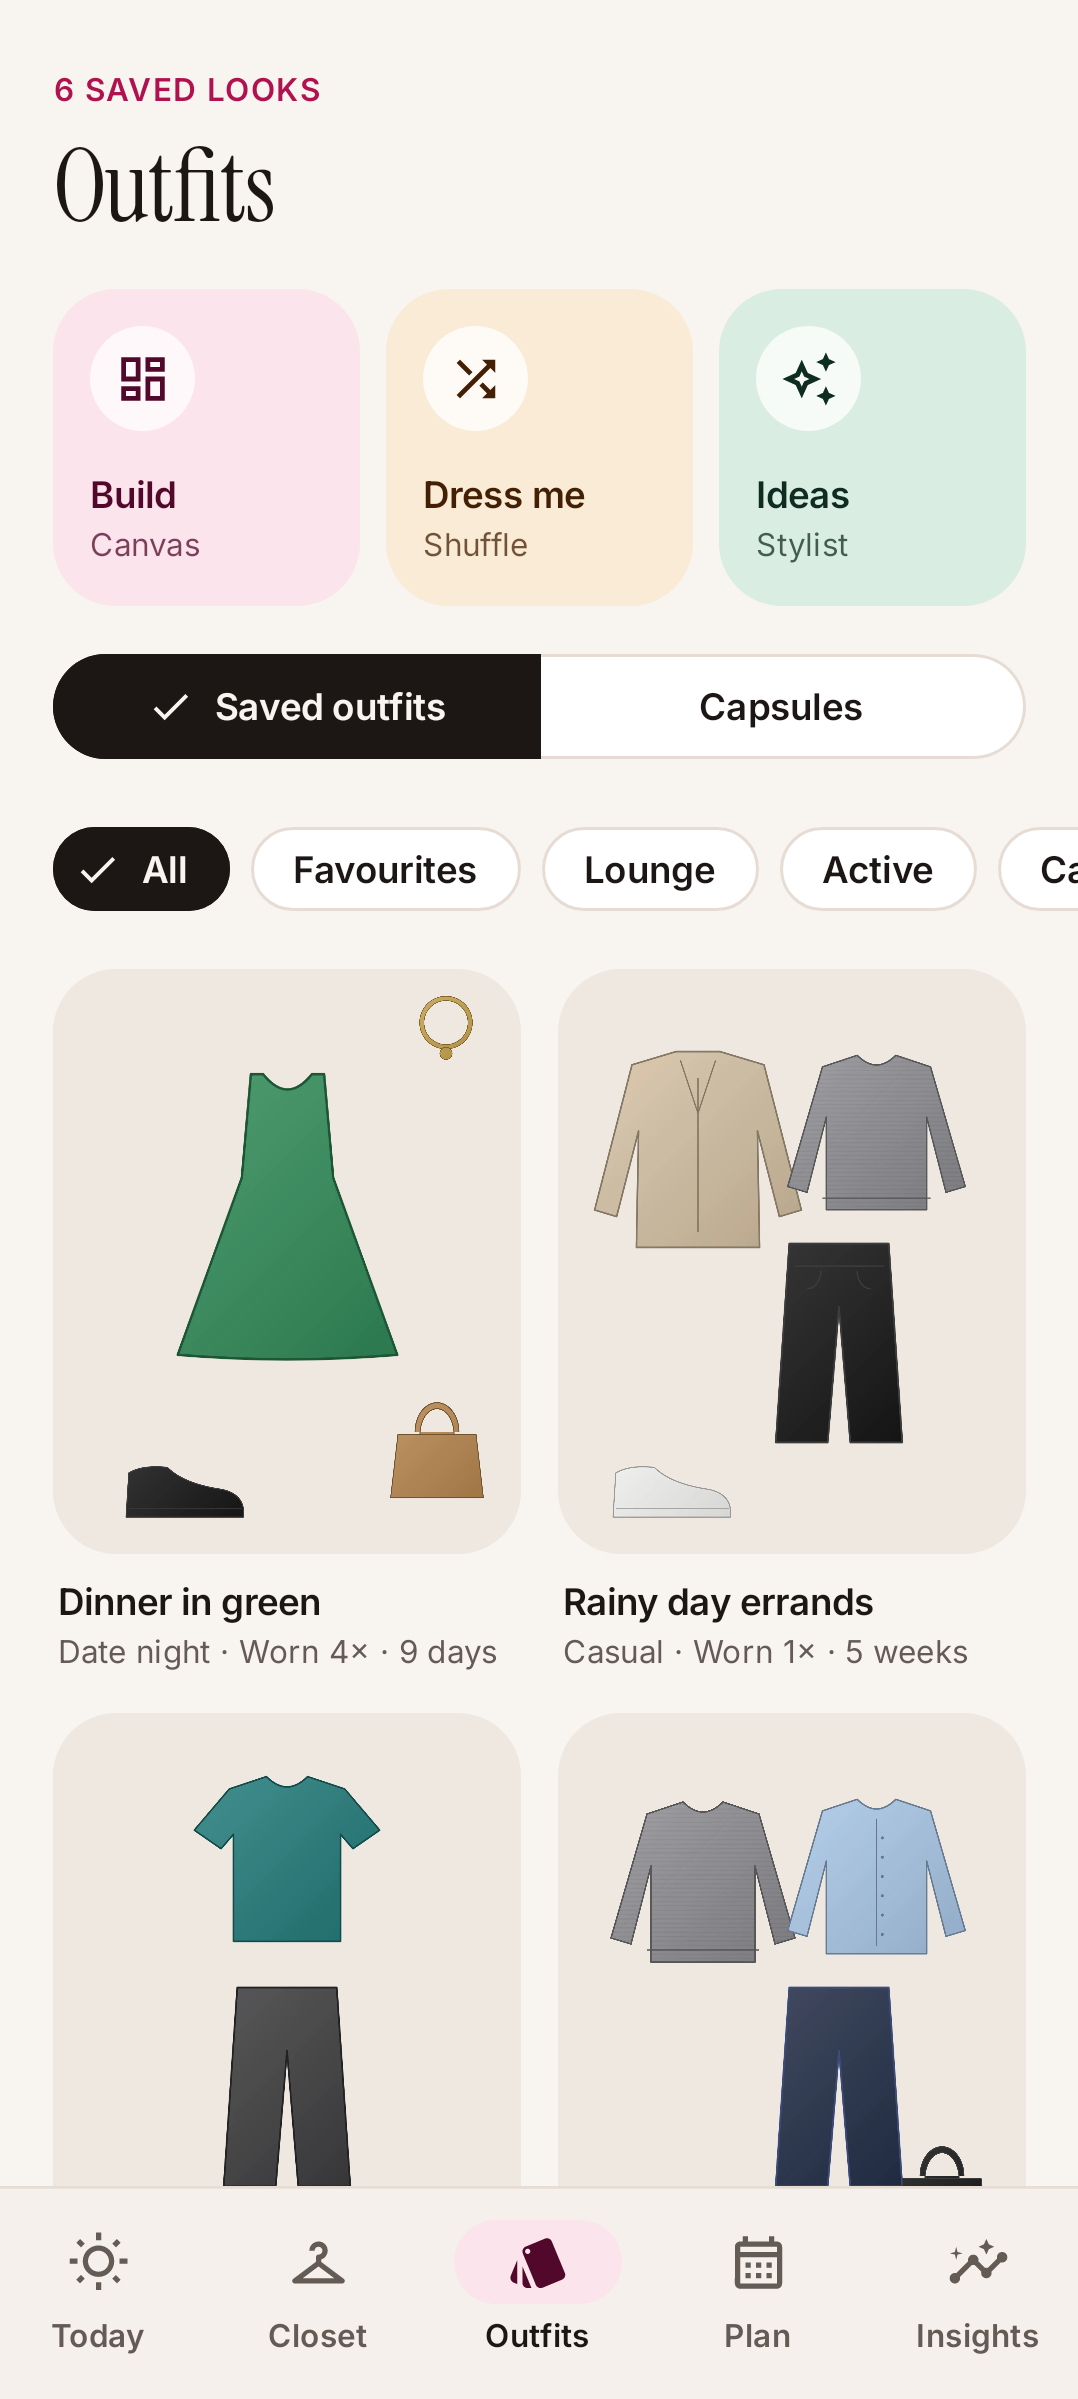 6 SAVED LOOKS
Outfits
Build
Canvas
Dress me
Shuffle
Ideas
Stylist
Saved outfits
Capsules
All
Favourites
Lounge
Active
Ca
Dinner in green
Date night · Worn 4× · 9 days
Rainy day errands
Casual · Worn 1× · 5 weeks
Today
Closet
Outfits
Plan
Insights